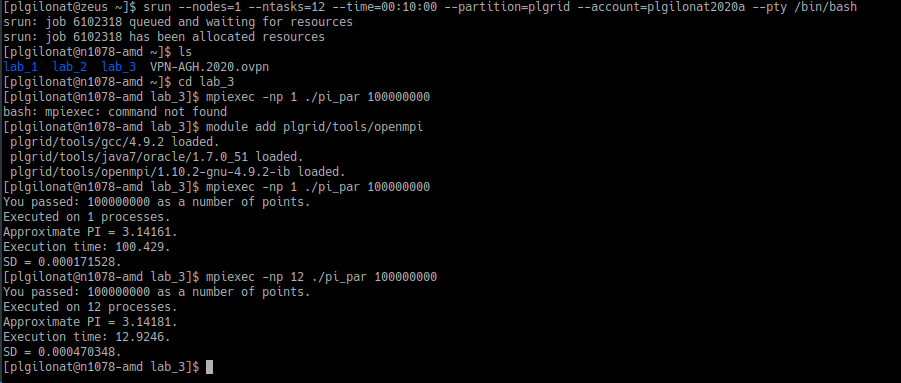 [plgilonat@zeus ~]$ srun --nodes=1 --ntasks=12 --time=00:10:00 --partition=plgrid --account=plgilonat2020a --pty /bin/bash
srun: job 6102318 queued and waiting for resources
srun: job 6102318 has been allocated resources
[plgilonat@n1078-amd ~]$ ls
lab_1  lab_2  lab_3  VPN-AGH.2020.ovpn
[plgilonat@n1078-amd ~]$ cd lab_3
[plgilonat@n1078-amd lab_3]$ mpiexec -np 1 ./pi_par 100000000
bash: mpiexec: command not found
[plgilonat@n1078-amd lab_3]$ module add plgrid/tools/openmpi
 plgrid/tools/gcc/4.9.2 loaded.
 plgrid/tools/java7/oracle/1.7.0_51 loaded.
 plgrid/tools/openmpi/1.10.2-gnu-4.9.2-ib loaded.
[plgilonat@n1078-amd lab_3]$ mpiexec -np 1 ./pi_par 100000000
You passed: 100000000 as a number of points.
Executed on 1 processes.
Approximate PI = 3.14161.
Execution time: 100.429.
SD = 0.000171528.
[plgilonat@n1078-amd lab_3]$ mpiexec -np 12 ./pi_par 100000000
You passed: 100000000 as a number of points.
Executed on 12 processes.
Approximate PI = 3.14181.
Execution time: 12.9246.
SD = 0.000470348.
[plgilonat@n1078-amd lab_3]$